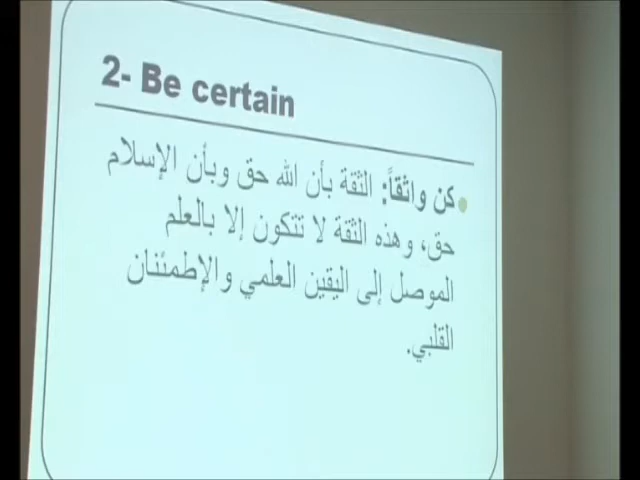 2- Be certain
كن واثقاً: الثقة بأن الله حق وبأن الإسلام
حق، وهذه الثقة لا تتكون إلا بالعلم
الموصل إلى اليقين العلمي والإطمئنان
القلبي.